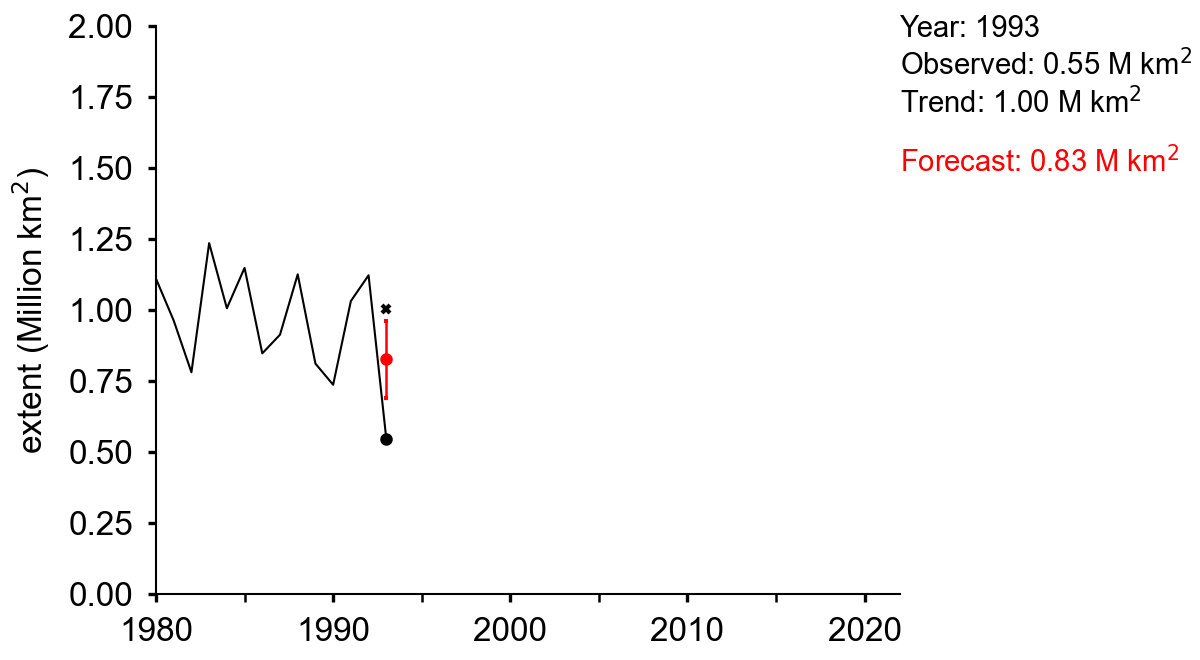 2.00
1.75
1.50
1.25
1.00
0.75
0.50
0.25
0.00
extent (Million km²)
1980 1990 2000 2010 2020
Year: 1993
Observed: 0.55 M km²
Trend: 1.00 M km²
Forecast: 0.83 M km²